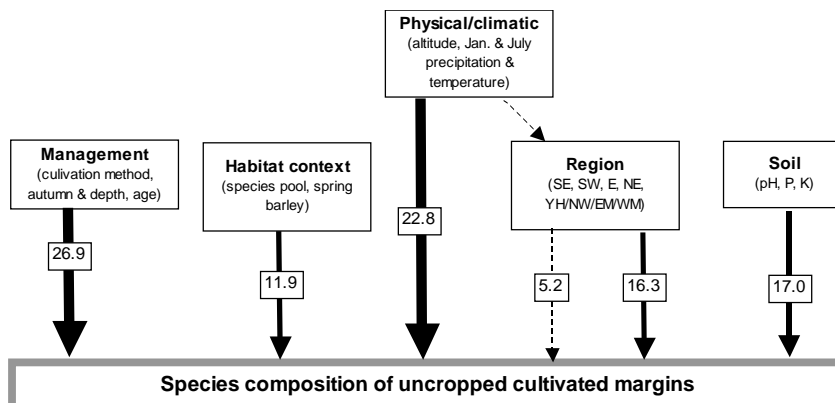 Physical/climatic
(altitude, Jan. & July
precipitation &
temperature)
Management
(culivation method,
autumn & depth, age)
Habitat context
(species pool, spring
barley)
Region
(SE, SW, E, NE,
YH/NW/EM/WM)
Soil
(pH, P, K)
26.9
11.9
22.8
5.2
16.3
17.0
Species composition of uncropped cultivated margins